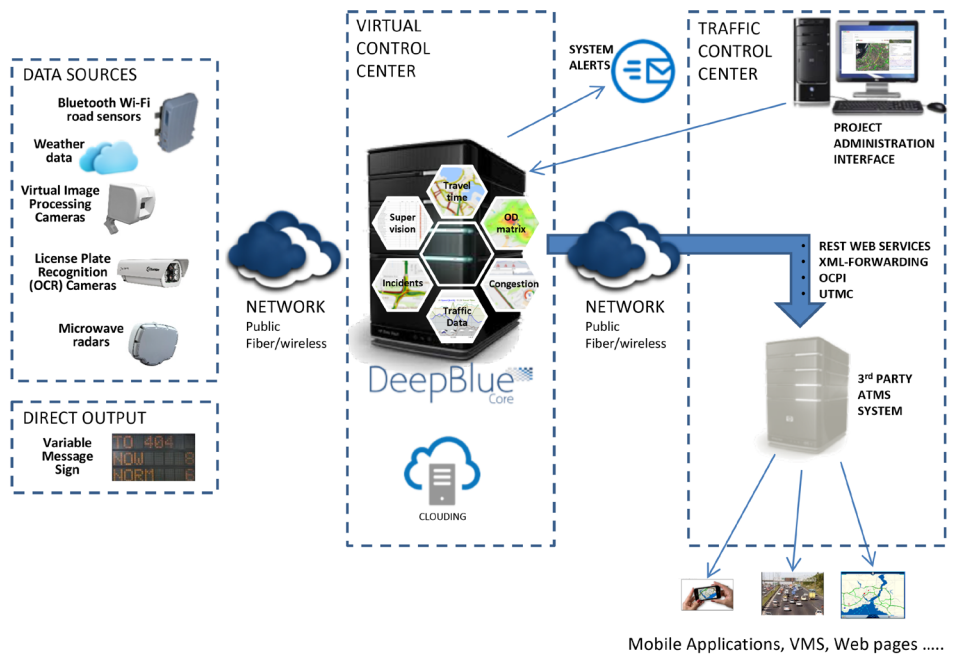 DATA SOURCES
Bluetooth Wi-Fi
road sensors
Weather
data
Virtual Image
Processing
Cameras
License Plate
Recognition
(OCR) Cameras
Microwave
radars
DIRECT OUTPUT
Variable
Message
Sign
TO 404
NOW 8
NORM 6
NETWORK
Public
Fiber/wireless
VIRTUAL
CONTROL
CENTER
Travel
time
Super
vision
OD
matrix
Incidents
Congestion
Traffic
Data
DeepBlue
Core
CLOUDING
SYSTEM
ALERTS
NETWORK
Public
Fiber/wireless
TRAFFIC
CONTROL
CENTER
PROJECT
ADMINISTRATION
INTERFACE
• REST WEB SERVICES
• XML-FORWARDING
• OCPI
• UTMC
3rd PARTY
ATMS
SYSTEM
Mobile Applications, VMS, Web pages .....